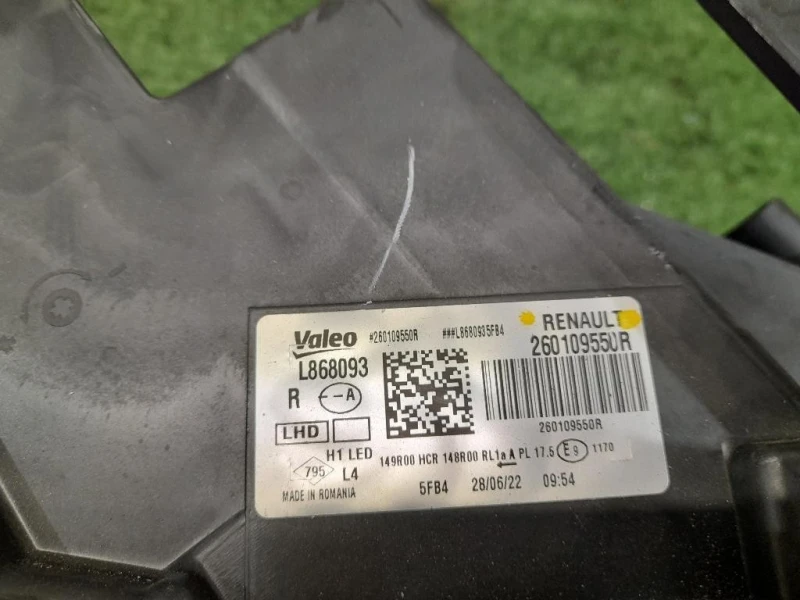 Valeo #260109550R ###L8680935FB4 RENAULT
L868093 260109550R
R -A
LHD
260109550R
H1 LED 149R00 HCR 148R00 RL1a A PL 17.5 E9 1170
795 L4
MADE IN ROMANIA 5FB4 28/06/22 09:54